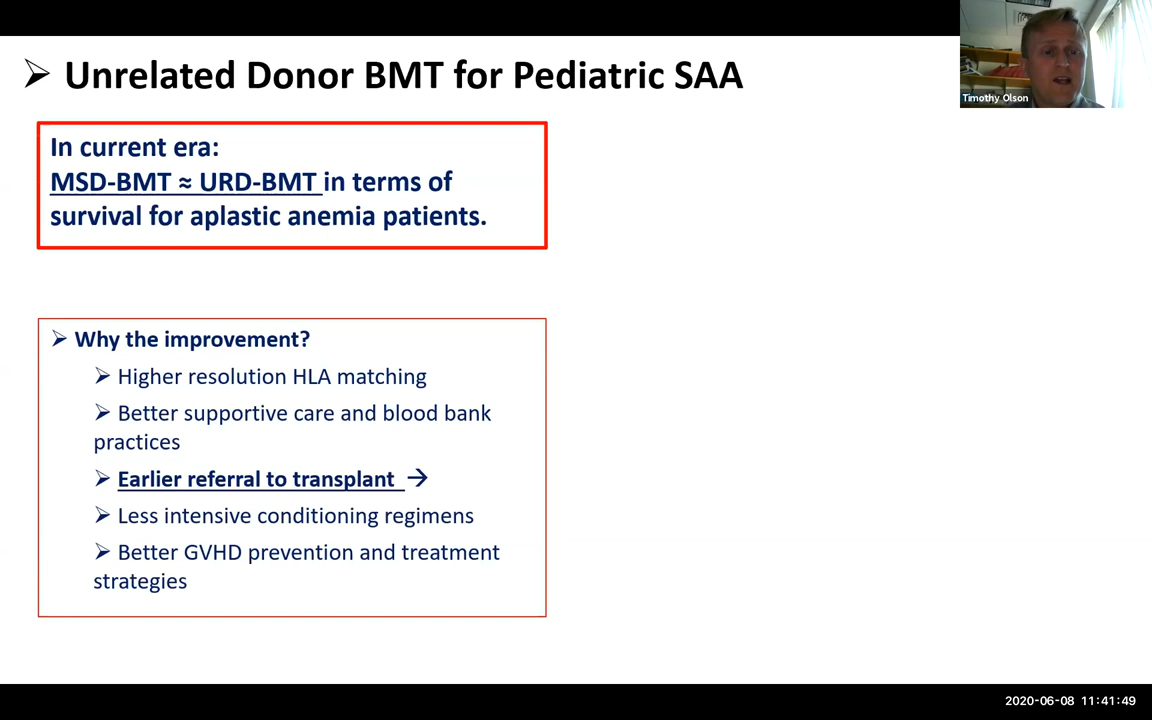 ➢ Unrelated Donor BMT for Pediatric SAA
Timothy Olson
In current era:
MSD-BMT ≈ URD-BMT in terms of
survival for aplastic anemia patients.
➢ Why the improvement?
➢ Higher resolution HLA matching
➢ Better supportive care and blood bank
practices
➢ Earlier referral to transplant →
➢ Less intensive conditioning regimens
➢ Better GVHD prevention and treatment
strategies
2020-06-08 11:41:49